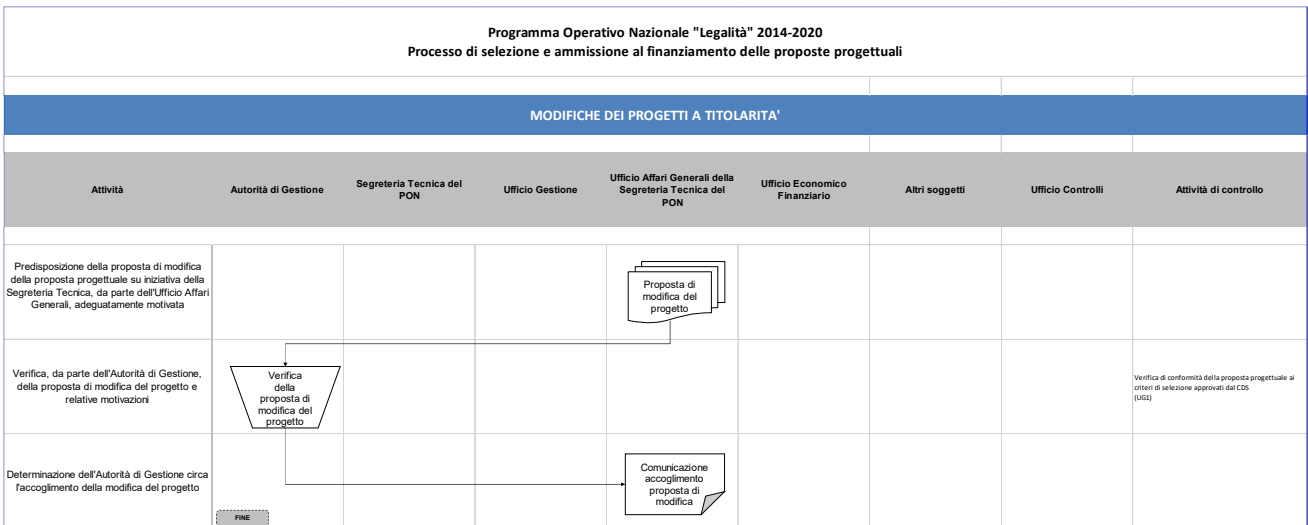 Programma Operativo Nazionale "Legalità" 2014-2020
Processo di selezione e ammissione al finanziamento delle proposte progettuali
MODIFICHE DEI PROGETTI A TITOLARITA'
Attività
Autorità di Gestione
Segreteria Tecnica del
PON
Ufficio Gestione
Ufficio Affari Generali della
Segreteria Tecnica del
PON
Ufficio Economico
Finanziario
Altri soggetti
Ufficio Controlli
Attività di controllo
Predisposizione della proposta di modifica
della proposta progettuale su iniziativa della
Segreteria Tecnica, da parte dell'Ufficio Affari
Generali, adeguatamente motivata
Proposta di
modifica del
progetto
Verifica, da parte dell'Autorità di Gestione,
della proposta di modifica del progetto e
relative motivazioni
Verifica
della
proposta di
modifica del
progetto
Verifica di conformità della proposta progettuale ai
criteri di selezione approvati dal CDS
(UG1)
Determinazione dell'Autorità di Gestione circa
l'accoglimento della modifica del progetto
Comunicazione
accoglimento
proposta di
modifica
FINE